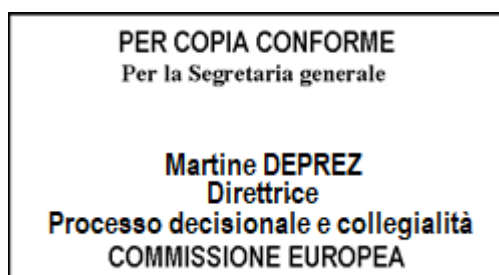 PER COPIA CONFORME
Per la Segretaria generale
Martine DEPREZ
Direttrice
Processo decisionale e collegialità
COMMISSIONE EUROPEA